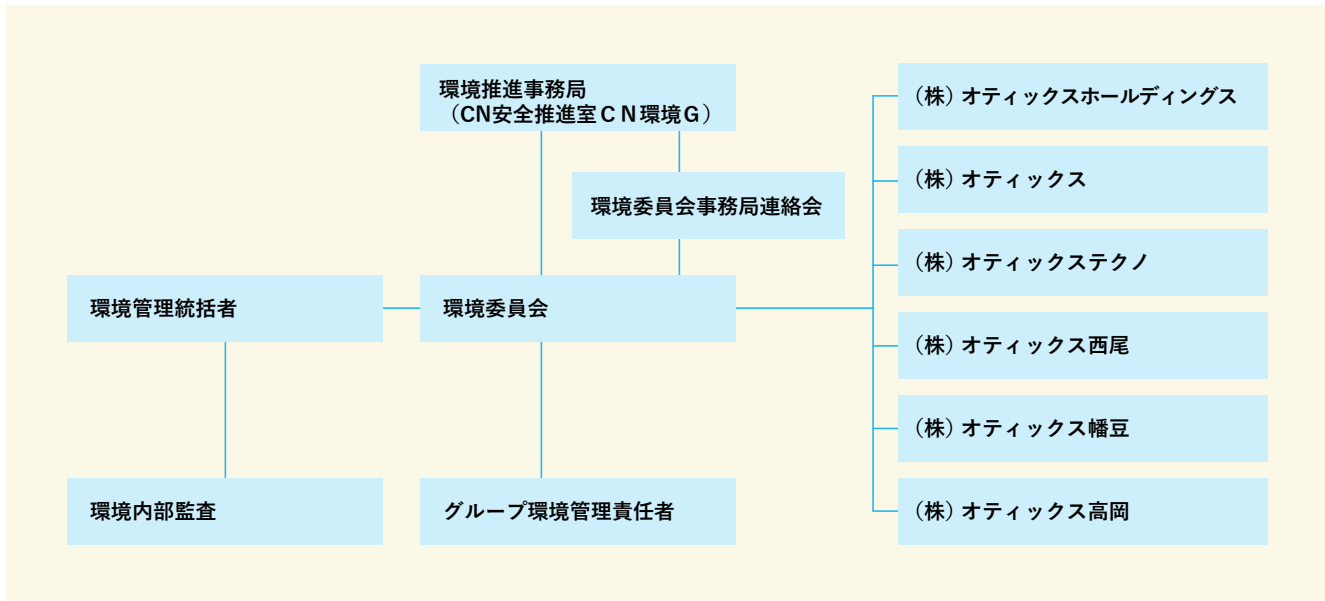 環境推進事務局
（CN安全推進室ＣＮ環境Ｇ）
環境委員会事務局連絡会
環境管理統括者
環境委員会
環境内部監査
グループ環境管理責任者
（株）オティックスホールディングス
（株）オティックス
（株）オティックステクノ
（株）オティックス西尾
（株）オティックス幡豆
（株）オティックス高岡